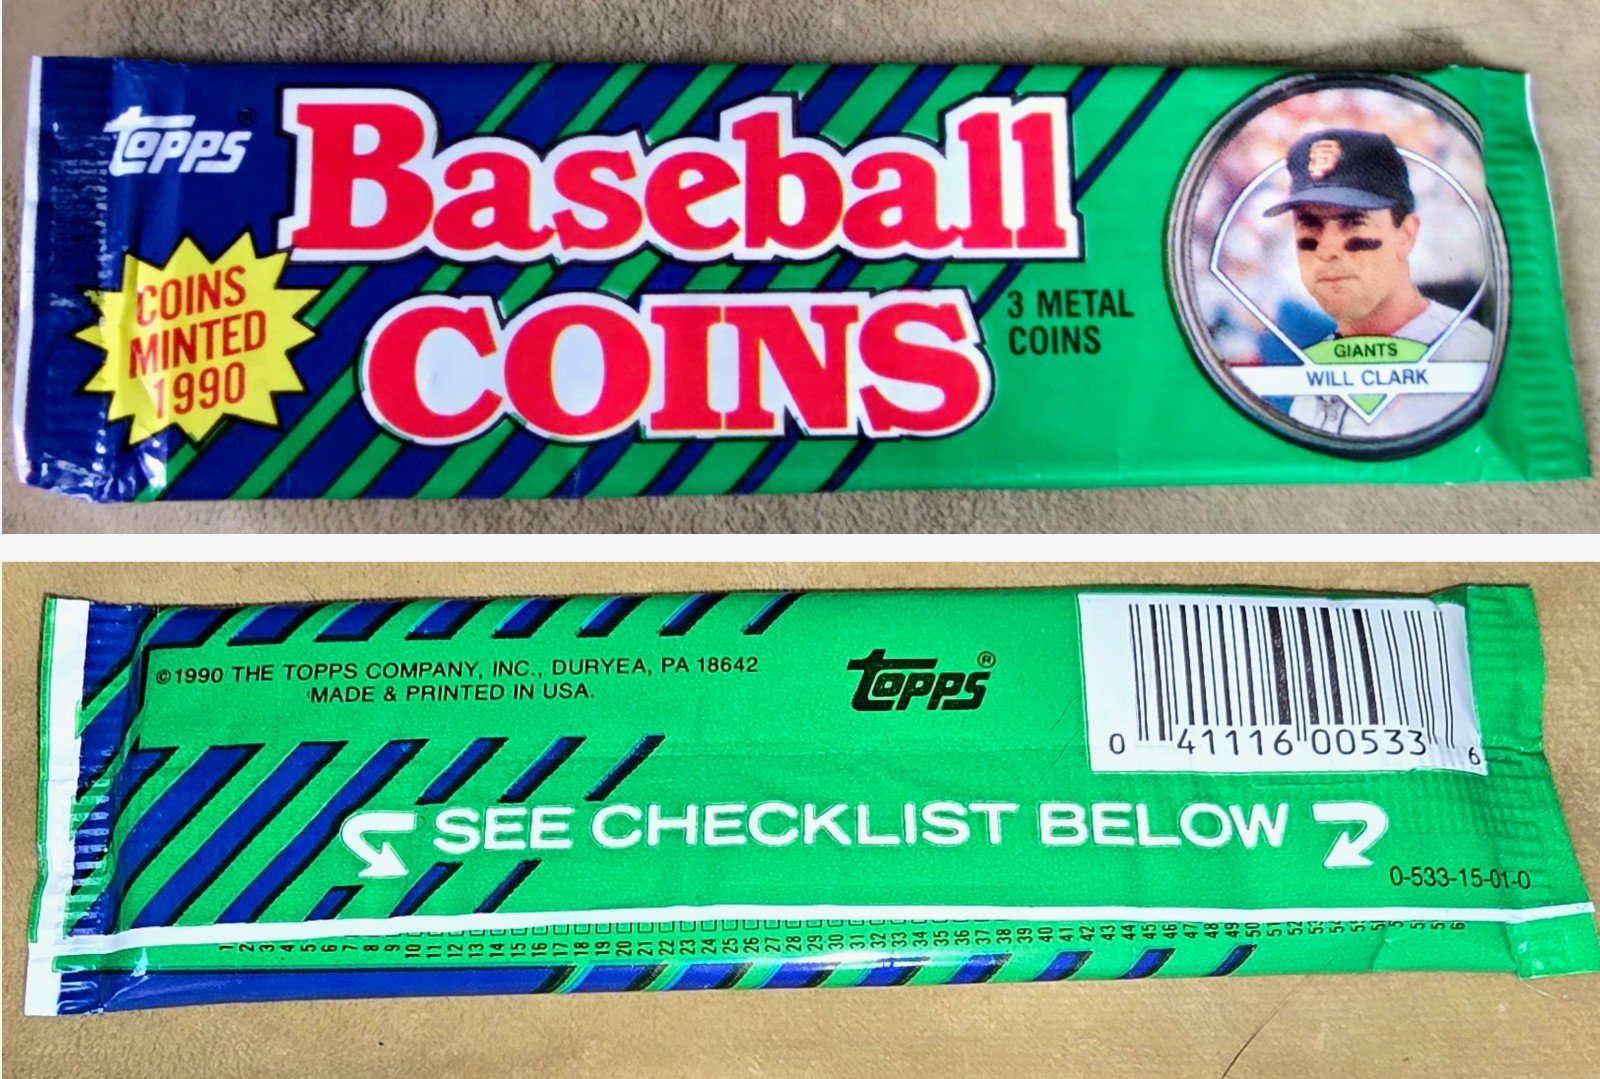 Topps ®
Baseball
COINS
COINS
MINTED
1990
3 METAL
COINS
GIANTS
WILL CLARK
©1990 THE TOPPS COMPANY, INC., DURYEA, PA 18642
MADE & PRINTED IN USA.
Topps ®
0 41116 00533 6
SEE CHECKLIST BELOW
0-533-15-01-0
1 2 3 4 5 6 7 8 9 10 11 12 13 14 15 16 17 18 19 20 21 22 23 24 25 26 27 28 29 30 31 32 33 34 35 36 37 38 39 40 41 42 43 44 45 46 47 48 49 50 51 52